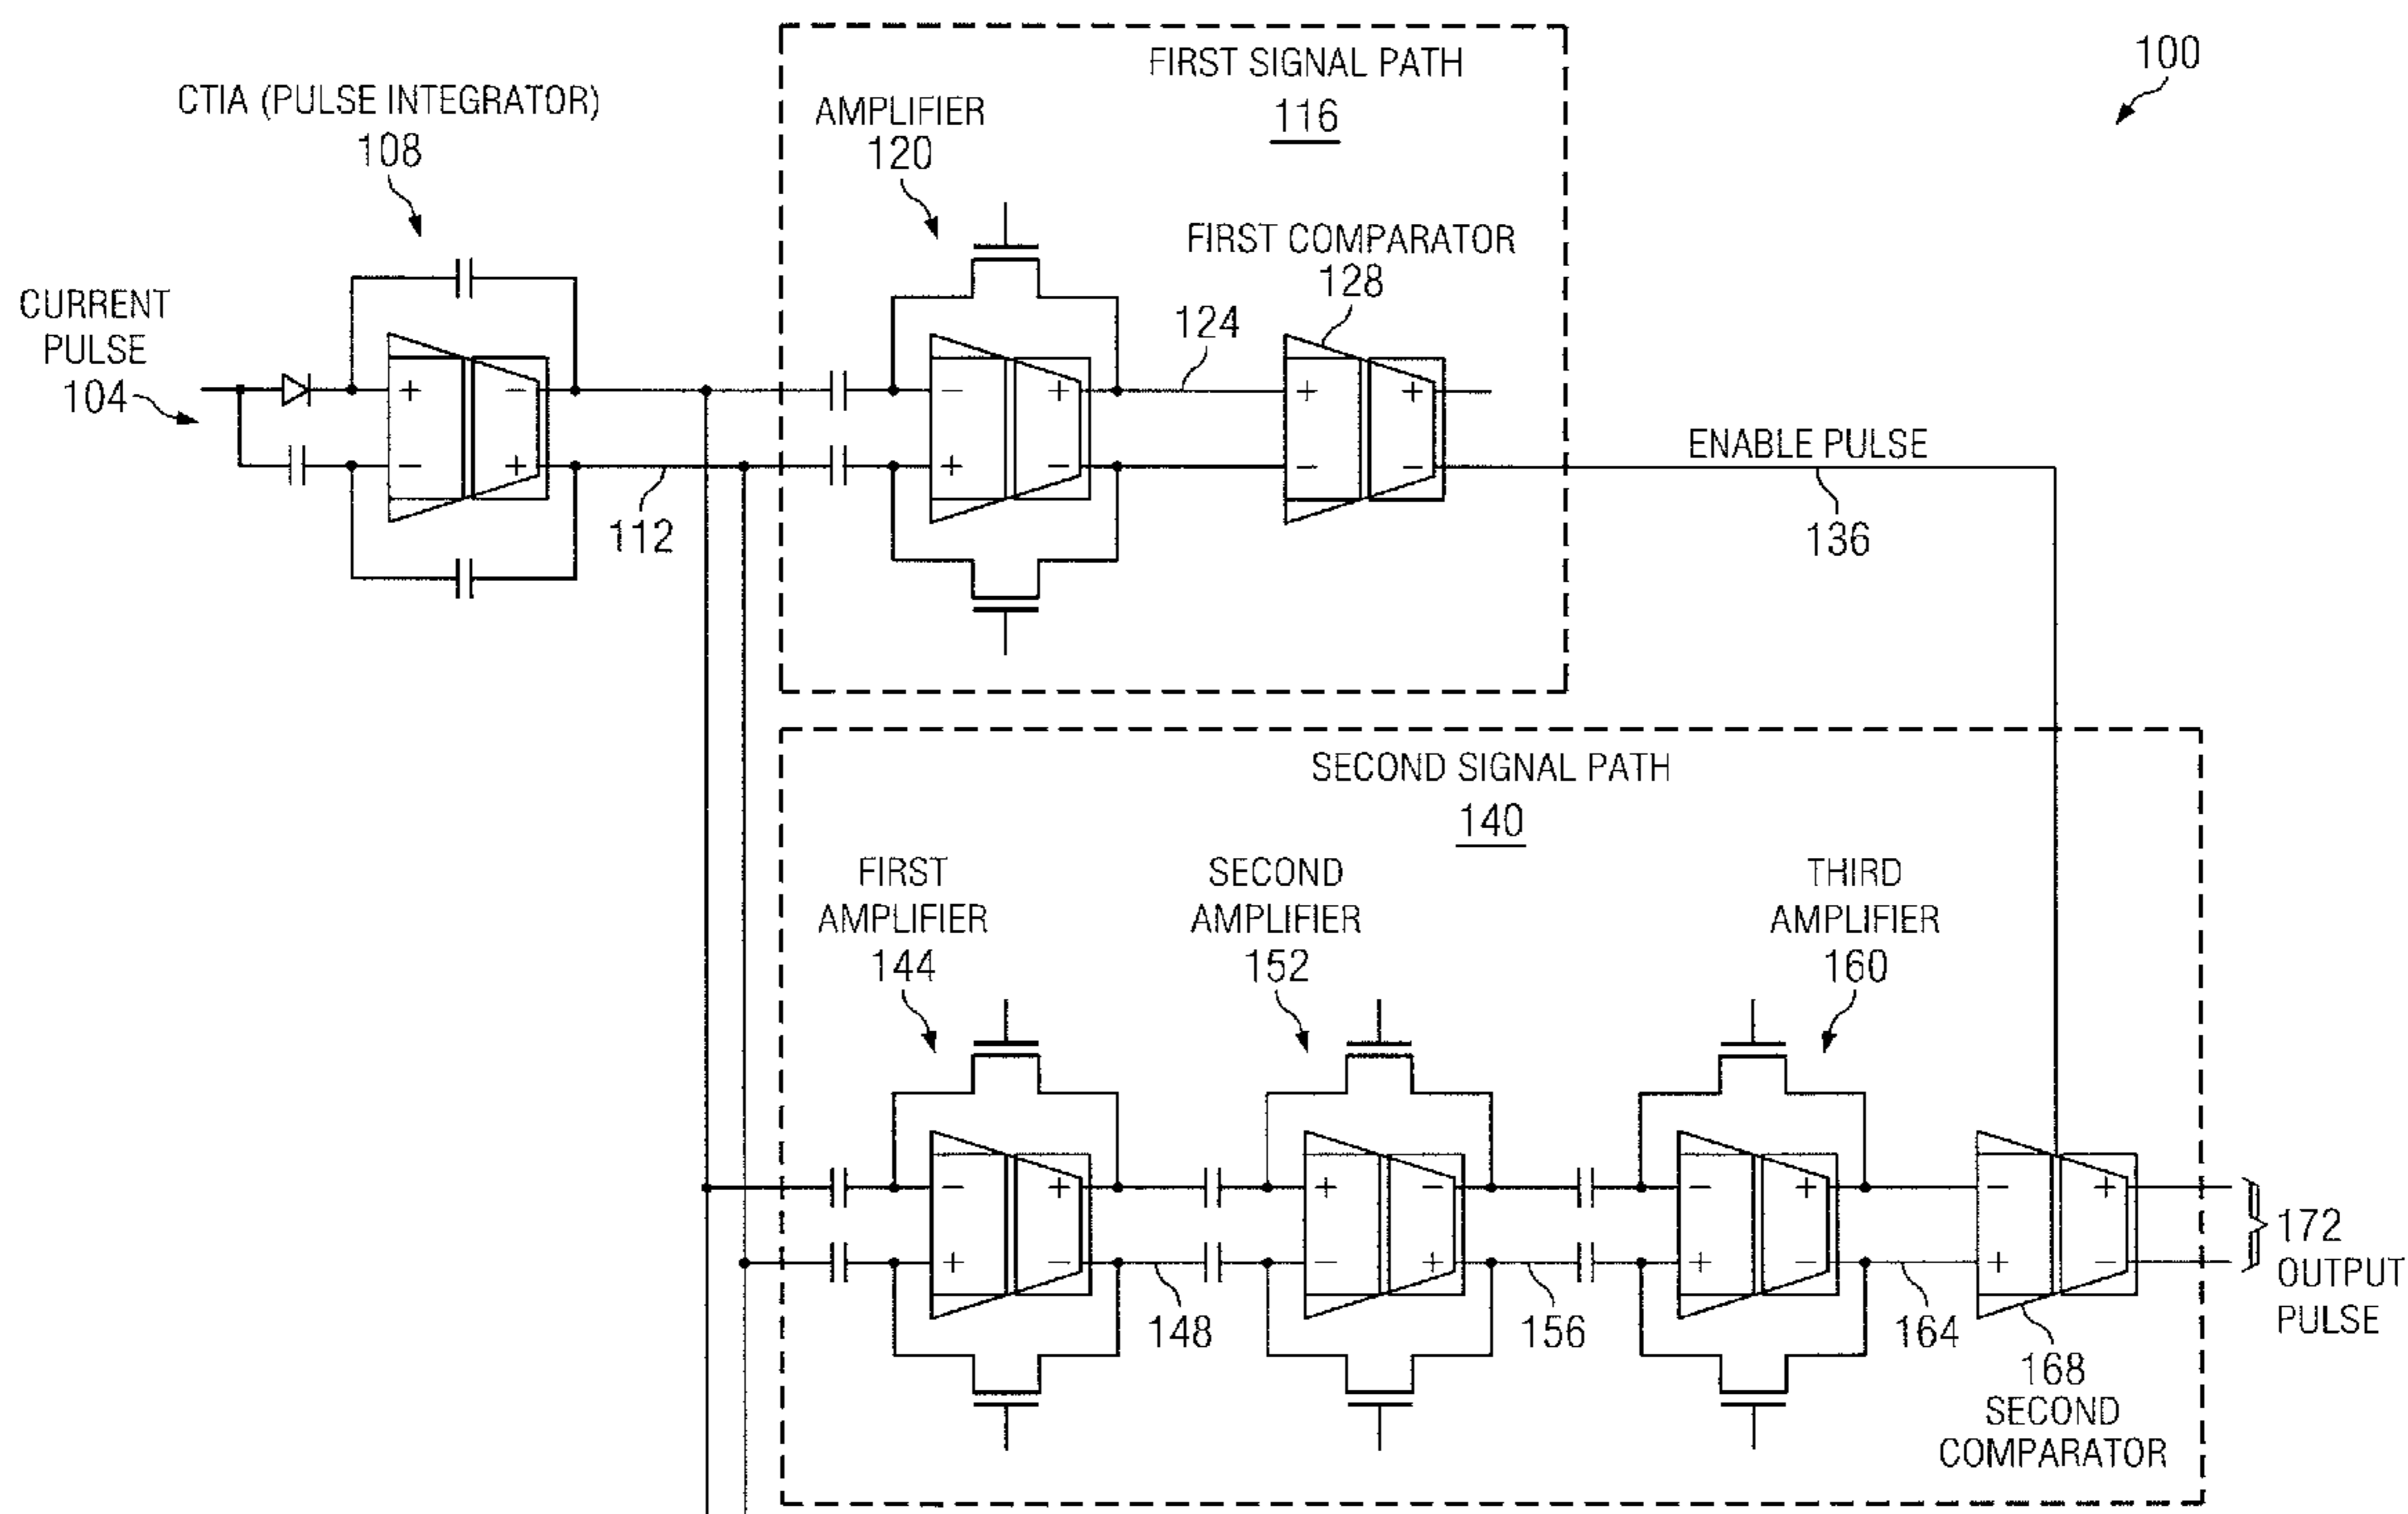 100
FIRST SIGNAL PATH
116
CTIA (PULSE INTEGRATOR)
108
AMPLIFIER
120
FIRST COMPARATOR
128
CURRENT
PULSE
104
124
+ − − + + +
− + + − − −
112
ENABLE PULSE
136
SECOND SIGNAL PATH
140
FIRST
AMPLIFIER
144
SECOND
AMPLIFIER
152
THIRD
AMPLIFIER
160
− + + − − + − +
+ − − + + − + −
148
156
164
168
SECOND
COMPARATOR
172
OUTPUT
PULSE